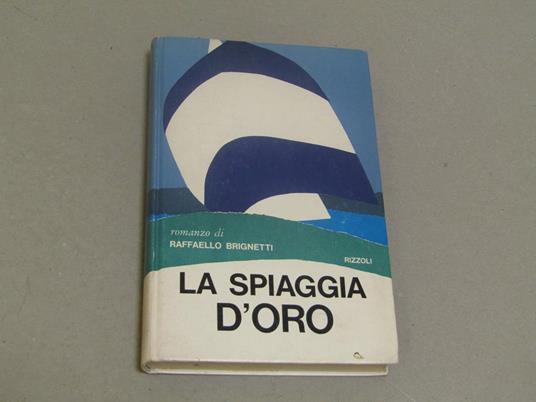 romanzo di
RAFFAELLO BRIGNETTI
RIZZOLI
LA SPIAGGIA
D'ORO